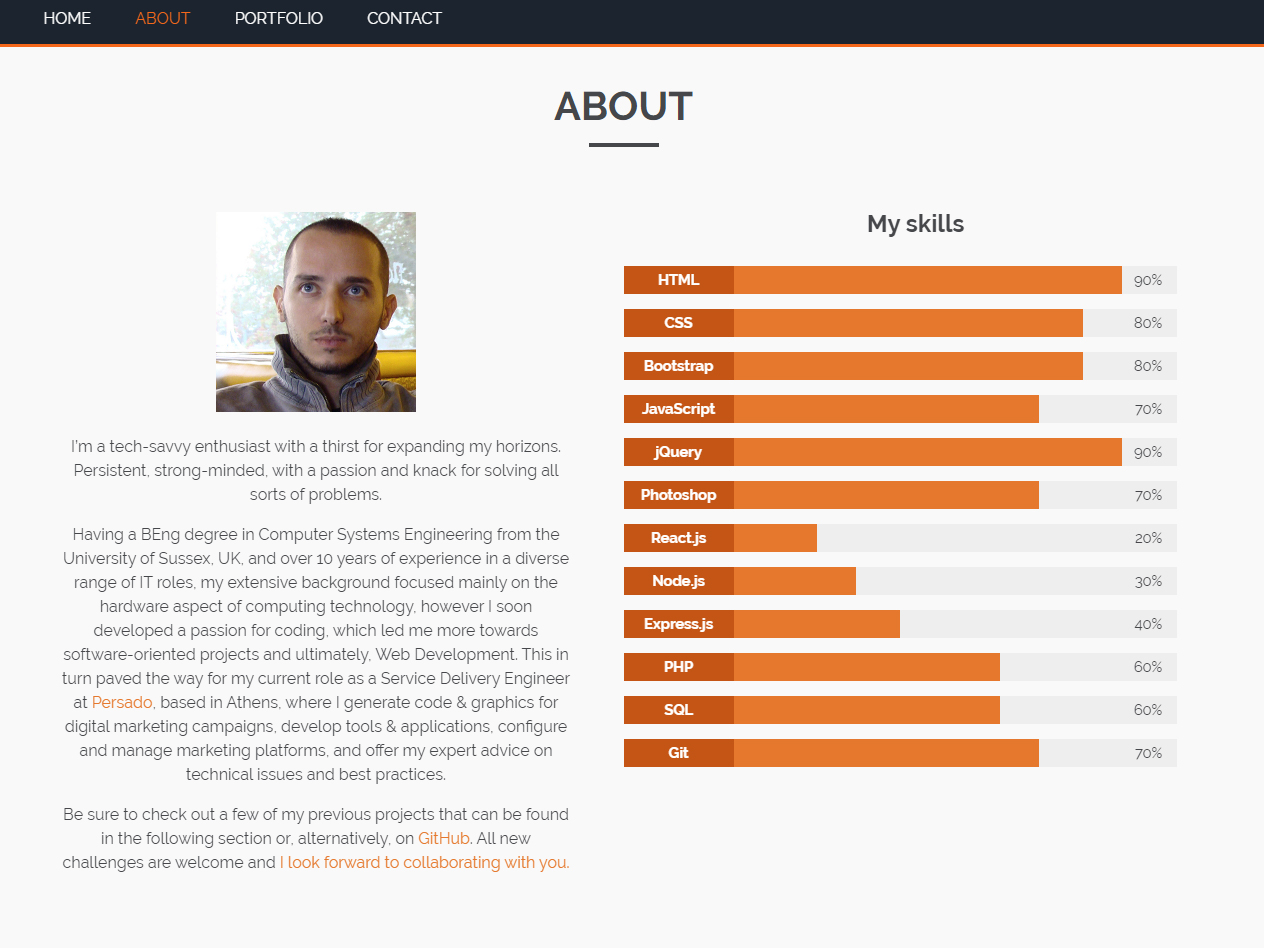 HOME ABOUT PORTFOLIO CONTACT
ABOUT
I'm a tech-savvy enthusiast with a thirst for expanding my horizons.
Persistent, strong-minded, with a passion and knack for solving all
sorts of problems.
Having a BEng degree in Computer Systems Engineering from the
University of Sussex, UK, and over 10 years of experience in a diverse
range of IT roles, my extensive background focused mainly on the
hardware aspect of computing technology, however I soon
developed a passion for coding, which led me more towards
software-oriented projects and ultimately, Web Development. This in
turn paved the way for my current role as a Service Delivery Engineer
at Persado, based in Athens, where I generate code & graphics for
digital marketing campaigns, develop tools & applications, configure
and manage marketing platforms, and offer my expert advice on
technical issues and best practices.
Be sure to check out a few of my previous projects that can be found
in the following section or, alternatively, on GitHub. All new
challenges are welcome and I look forward to collaborating with you.
My skills
HTML 90%
CSS 80%
Bootstrap 80%
JavaScript 70%
jQuery 90%
Photoshop 70%
React.js 20%
Node.js 30%
Express.js 40%
PHP 60%
SQL 60%
Git 70%